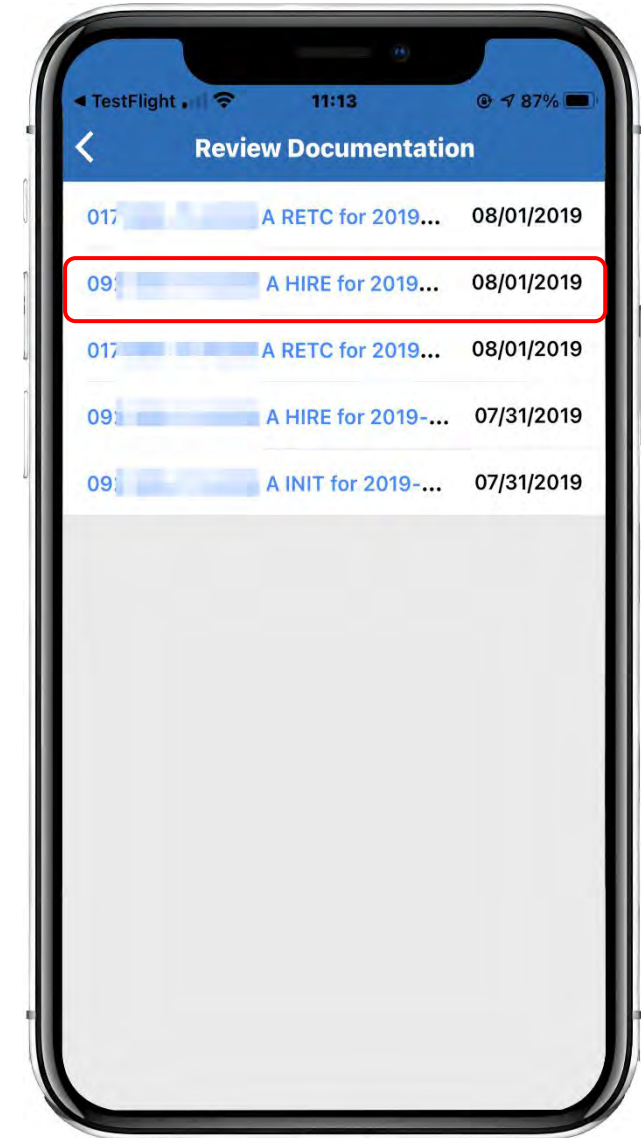 ◀ TestFlight 11:13 87%
Review Documentation
017 A RETC for 2019... 08/01/2019
09 A HIRE for 2019... 08/01/2019
017 A RETC for 2019... 08/01/2019
09 A HIRE for 2019-... 07/31/2019
09 A INIT for 2019-... 07/31/2019